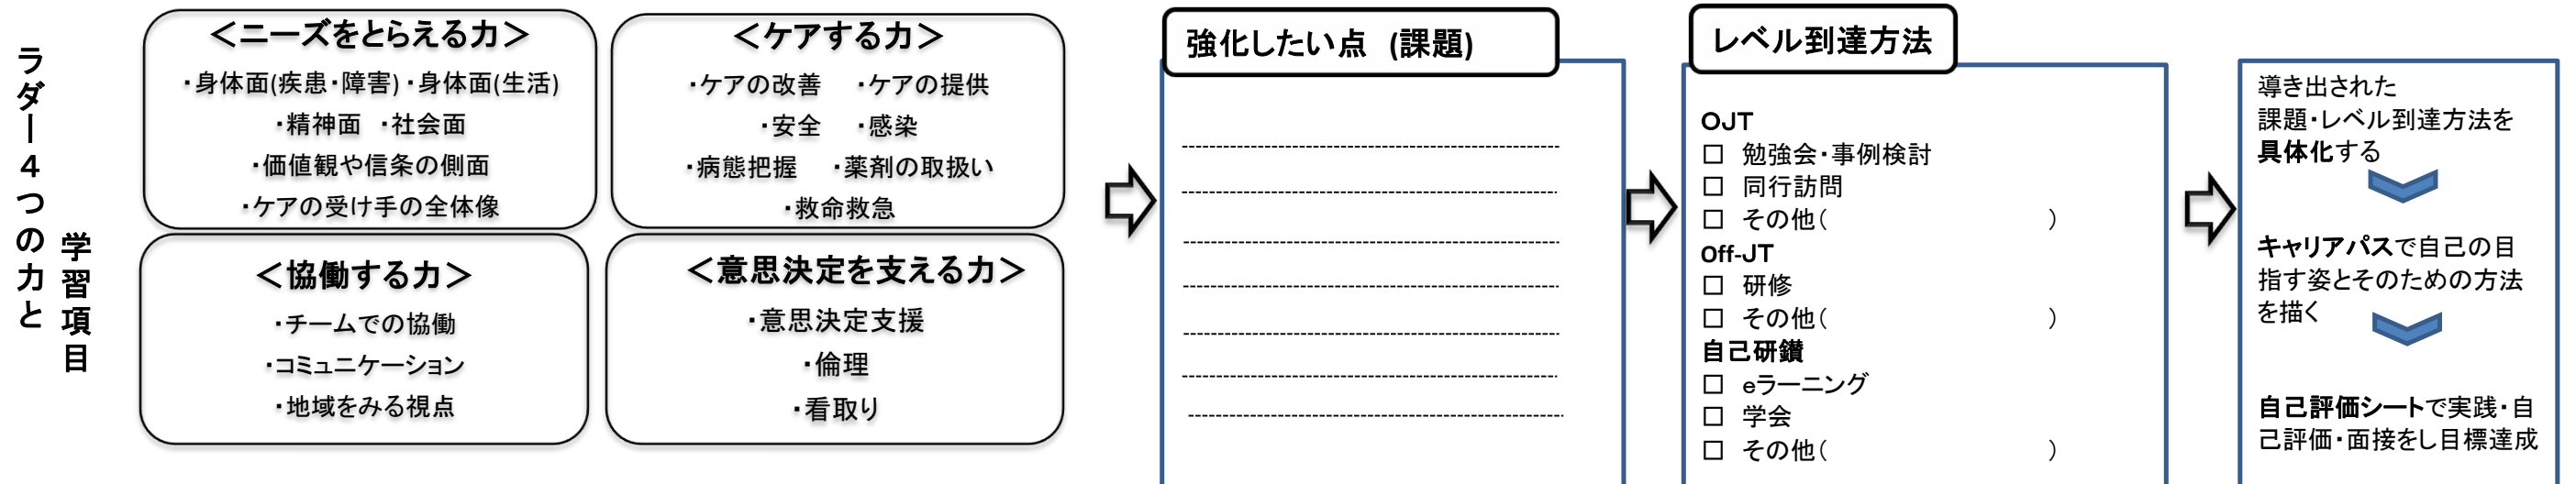 ラダー４つの力と
学習項目
＜ニーズをとらえる力＞
・身体面(疾患・障害)・身体面(生活)
・精神面　・社会面
・価値観や信条の側面
・ケアの受け手の全体像
＜ケアする力＞
・ケアの改善　・ケアの提供
・安全　・感染
・病態把握　・薬剤の取扱い
・救命救急
＜協働する力＞
・チームでの協働
・コミュニケーション
・地域をみる視点
＜意思決定を支える力＞
・意思決定支援
・倫理
・看取り
強化したい点 (課題)
レベル到達方法
OJT
□ 勉強会・事例検討
□ 同行訪問
□ その他（　　　　　　　　　）
Off-JT
□ 研修
□ その他（　　　　　　　　　）
自己研鑽
□ eラーニング
□ 学会
□ その他（　　　　　　　　　）
導き出された
課題・レベル到達方法を
具体化する
キャリアパスで自己の目
指す姿とそのための方法
を描く
自己評価シートで実践・自
己評価・面接をし目標達成